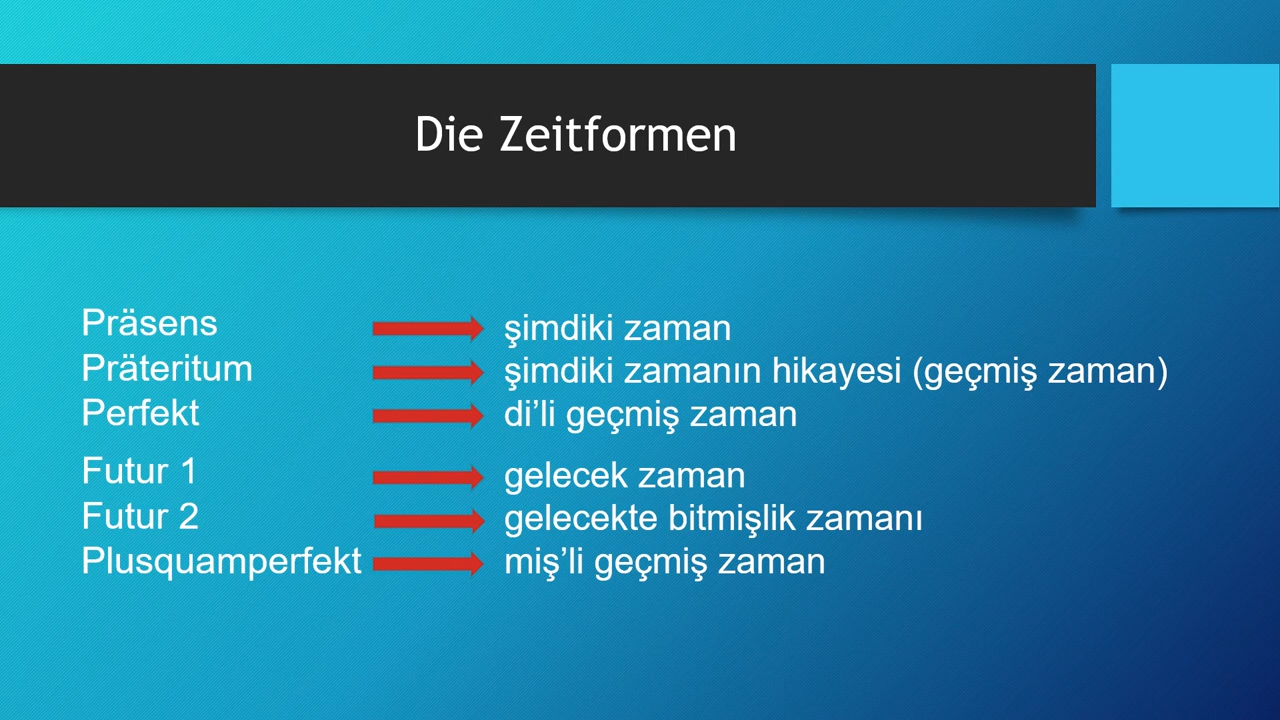 Die Zeitformen
Präsens şimdiki zaman
Präteritum şimdiki zamanın hikayesi (geçmiş zaman)
Perfekt di’li geçmiş zaman
Futur 1 gelecek zaman
Futur 2 gelecekte bitmişlik zamanı
Plusquamperfekt miş’li geçmiş zaman